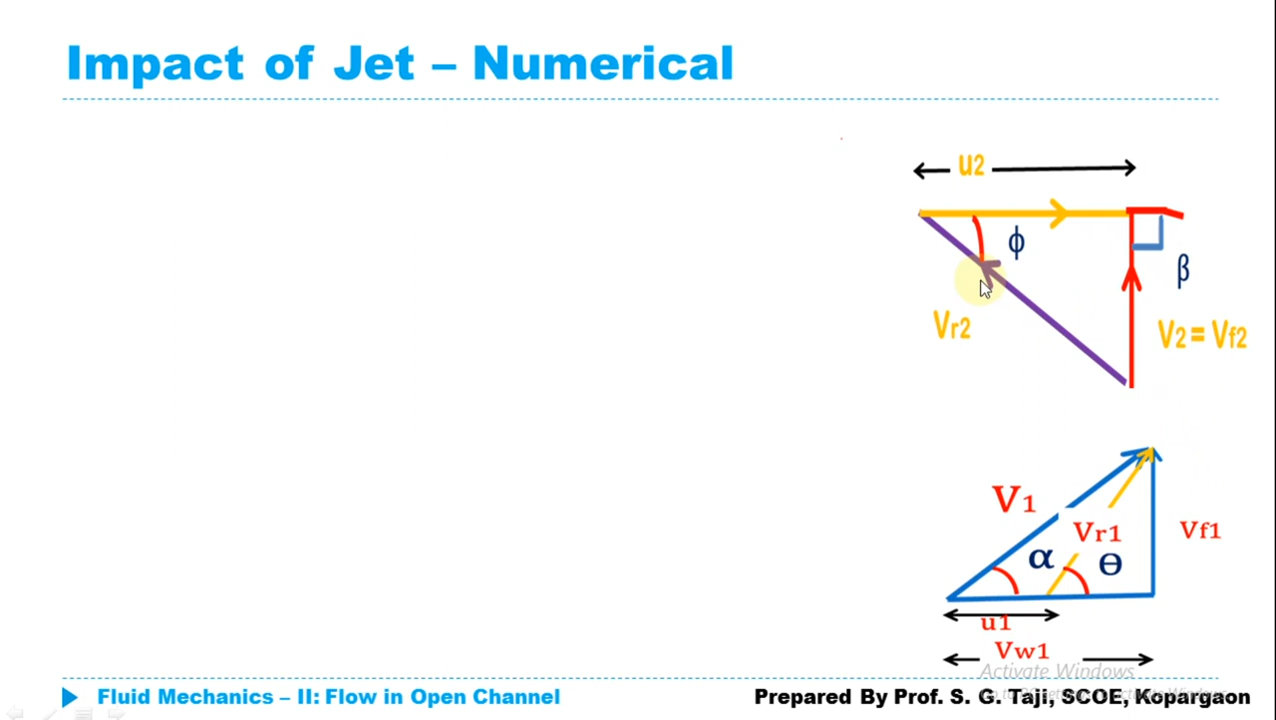 Impact of Jet – Numerical
u2
ϕ
β
Vr2
V2 = Vf2
V1
Vr1
Vf1
α
Θ
u1
Vw1
Activate Windows
Fluid Mechanics – II: Flow in Open Channel
Prepared By Prof. S. G. Taji, SCOE, Kopargaon